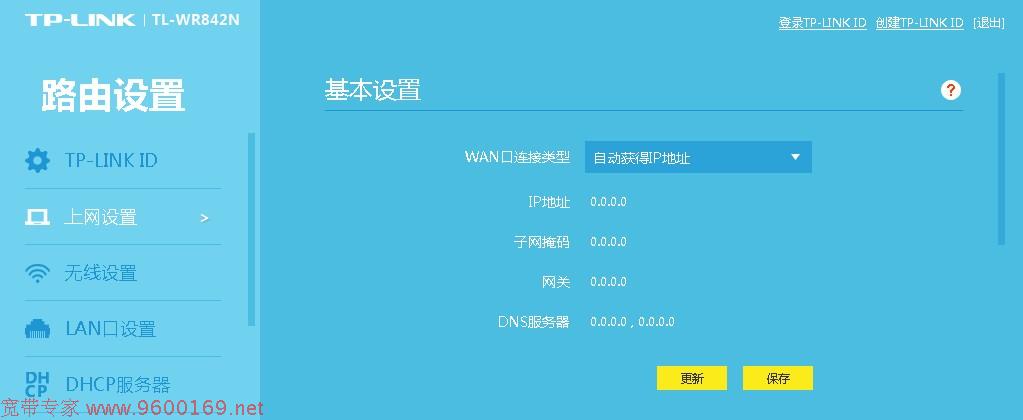 TP-LINK | TL-WR842N
登录TP-LINK ID 创建TP-LINK ID [退出]
路由设置
TP-LINK ID
上网设置 >
无线设置
LAN口设置
DHCP DHCP服务器
基本设置 ?
WAN口连接类型 自动获得IP地址
IP地址 0.0.0.0
子网掩码 0.0.0.0
网关 0.0.0.0
DNS服务器 0.0.0.0 , 0.0.0.0
更新 保存
宽带专家 www.9600169.net